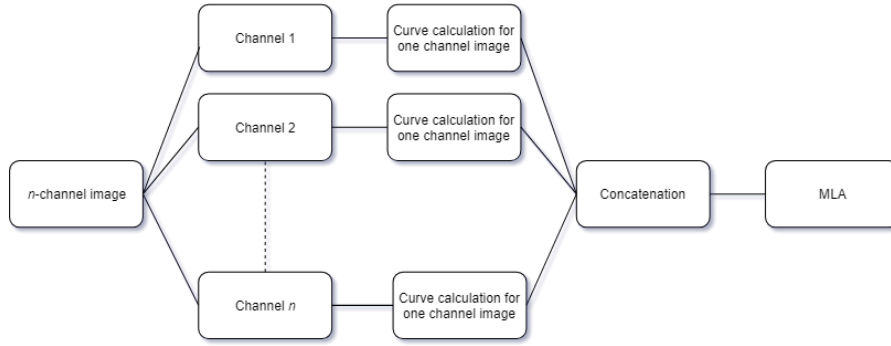 n-channel image
Channel 1
Curve calculation for
one channel image
Channel 2
Curve calculation for
one channel image
Channel n
Curve calculation for
one channel image
Concatenation
MLA